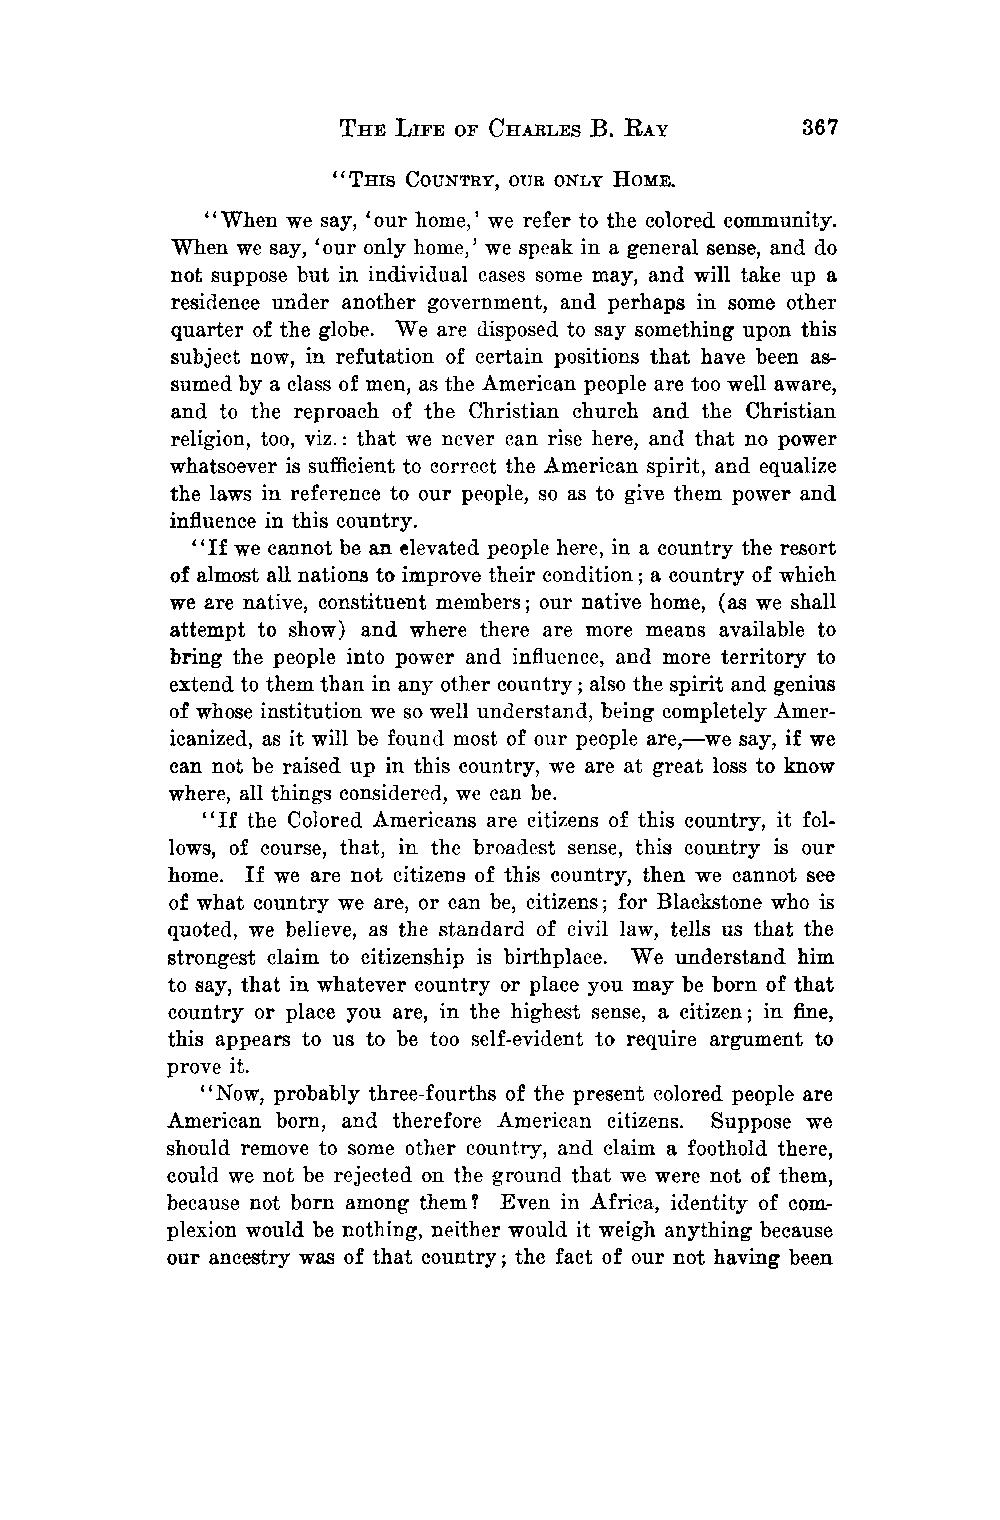 THE LIFE OF CHARLES B. RAY 367
“THIS COUNTRY, OUR ONLY HOME.
“When we say, ‘our home,’ we refer to the colored community.
When we say, ‘our only home,’ we speak in a general sense, and do
not suppose but in individual cases some may, and will take up a
residence under another government, and perhaps in some other
quarter of the globe. We are disposed to say something upon this
subject now, in refutation of certain positions that have been as-
sumed by a class of men, as the American people are too well aware,
and to the reproach of the Christian church and the Christian
religion, too, viz.: that we never can rise here, and that no power
whatsoever is sufficient to correct the American spirit, and equalize
the laws in reference to our people, so as to give them power and
influence in this country.
“If we cannot be an elevated people here, in a country the resort
of almost all nations to improve their condition; a country of which
we are native, constituent members; our native home, (as we shall
attempt to show) and where there are more means available to
bring the people into power and influence, and more territory to
extend to them than in any other country; also the spirit and genius
of whose institution we so well understand, being completely Amer-
icanized, as it will be found most of our people are,—we say, if we
can not be raised up in this country, we are at great loss to know
where, all things considered, we can be.
“If the Colored Americans are citizens of this country, it fol-
lows, of course, that, in the broadest sense, this country is our
home. If we are not citizens of this country, then we cannot see
of what country we are, or can be, citizens; for Blackstone who is
quoted, we believe, as the standard of civil law, tells us that the
strongest claim to citizenship is birthplace. We understand him
to say, that in whatever country or place you may be born of that
country or place you are, in the highest sense, a citizen; in fine,
this appears to us to be too self-evident to require argument to
prove it.
“Now, probably three-fourths of the present colored people are
American born, and therefore American citizens. Suppose we
should remove to some other country, and claim a foothold there,
could we not be rejected on the ground that we were not of them,
because not born among them? Even in Africa, identity of com-
plexion would be nothing, neither would it weigh anything because
our ancestry was of that country; the fact of our not having been